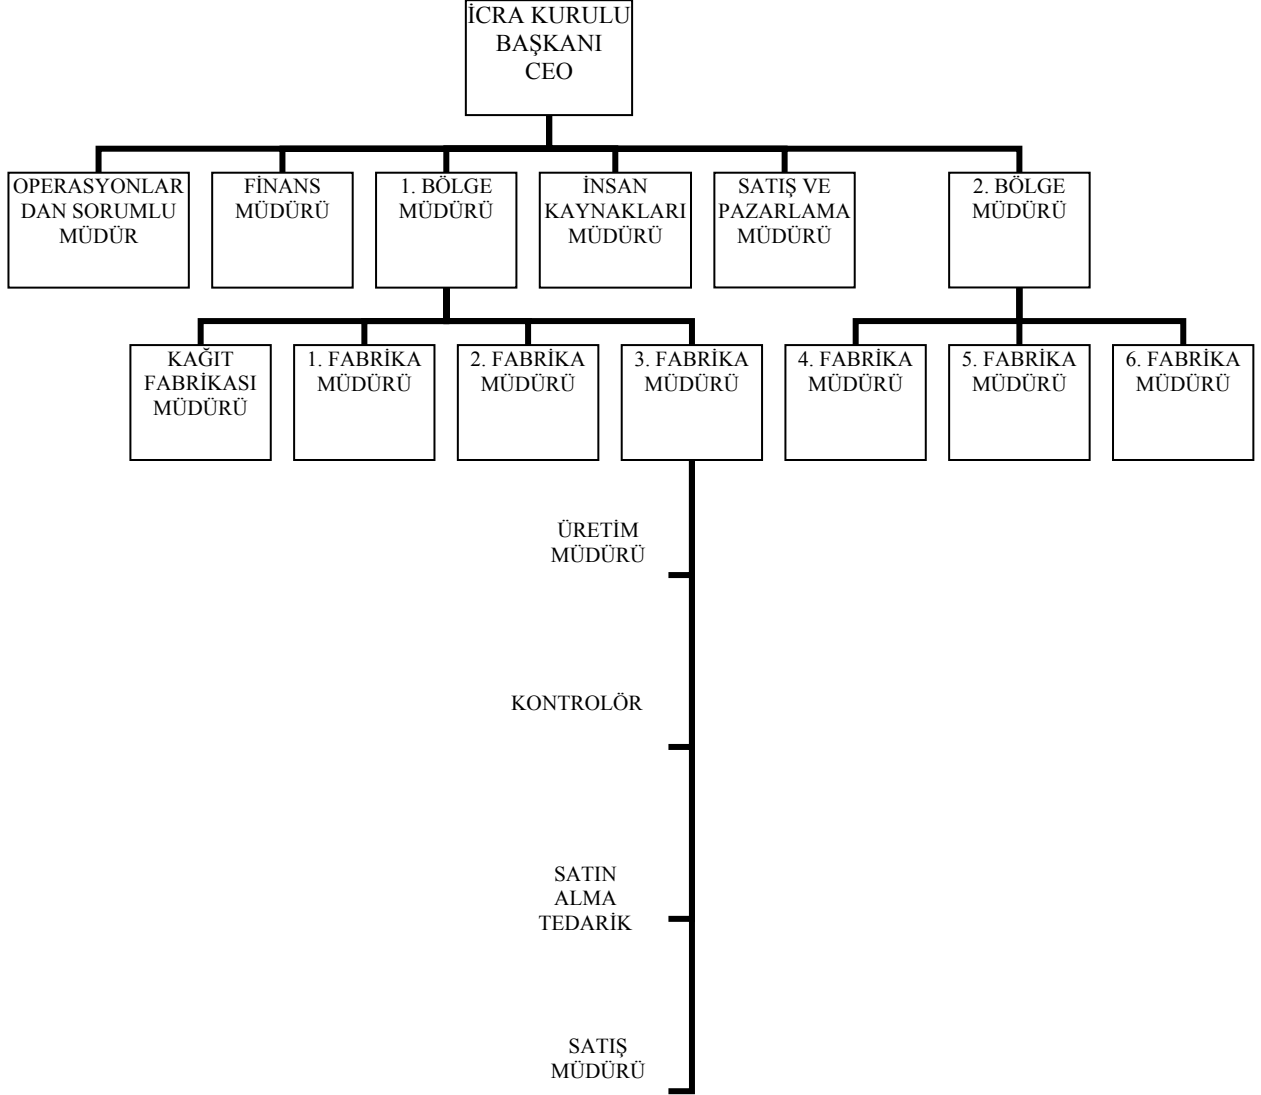 İCRA KURULU
BAŞKANI
CEO
OPERASYONLAR
DAN SORUMLU
MÜDÜR
FİNANS
MÜDÜRÜ
1. BÖLGE
MÜDÜRÜ
İNSAN
KAYNAKLARI
MÜDÜRÜ
SATIŞ VE
PAZARLAMA
MÜDÜRÜ
2. BÖLGE
MÜDÜRÜ
KAĞIT
FABRİKASI
MÜDÜRÜ
1. FABRİKA
MÜDÜRÜ
2. FABRİKA
MÜDÜRÜ
3. FABRİKA
MÜDÜRÜ
4. FABRİKA
MÜDÜRÜ
5. FABRİKA
MÜDÜRÜ
6. FABRİKA
MÜDÜRÜ
ÜRETİM
MÜDÜRÜ
KONTROLÖR
SATIN
ALMA
TEDARİK
SATIŞ
MÜDÜRÜ